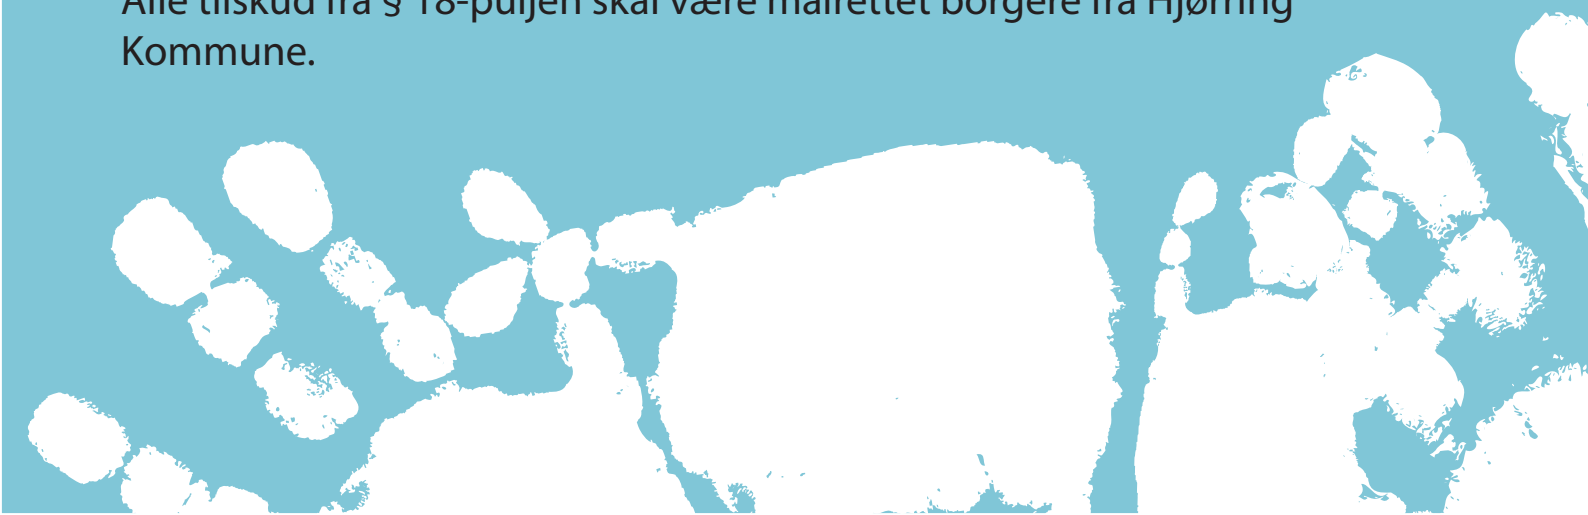 Alle tilskud fra § 18-puljen skal være målrettet borgere fra Hjørring
Kommune.